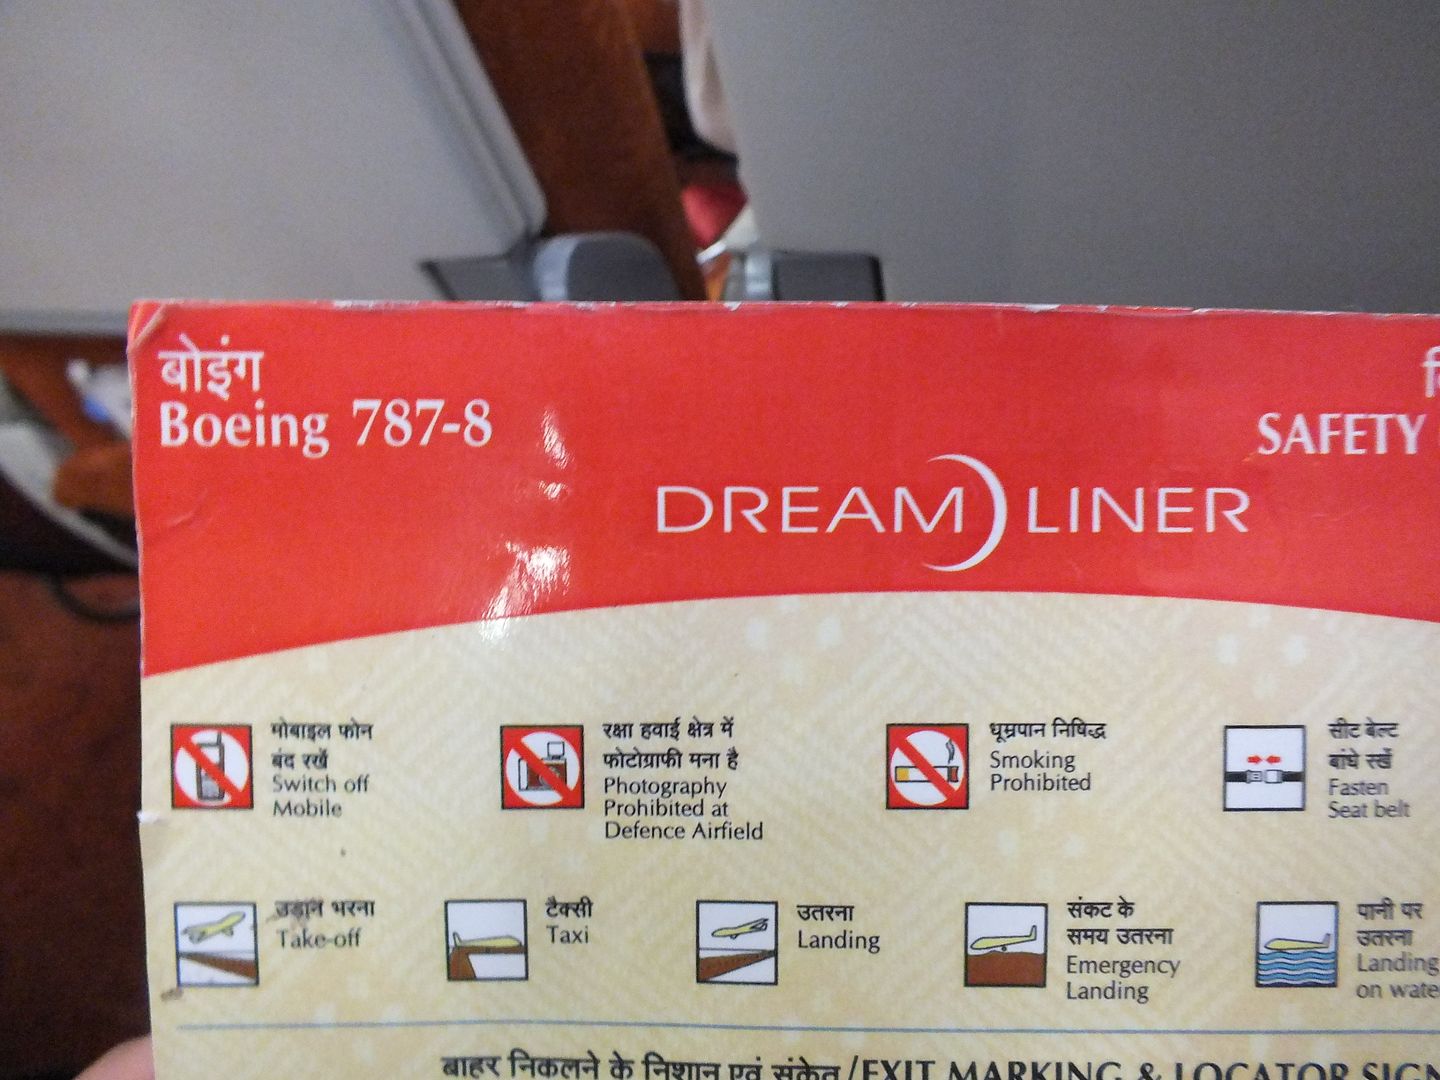 बोइंग
Boeing 787-8
SAFETY
DREAMLINER
मोबाइल फोन
बंद रखें
Switch off
Mobile
रक्षा हवाई क्षेत्र में
फोटोग्राफी मना है
Photography
Prohibited at
Defence Airfield
धूम्रपान निषिद्ध
Smoking
Prohibited
सीट बेल्ट
बांधे रखें
Fasten
Seat belt
उड़ान भरना
Take-off
टैक्सी
Taxi
उतरना
Landing
संकट के
समय उतरना
Emergency
Landing
पानी पर
उतरना
Landing
on
बाहर निकलने के निशान एवं संकेत/EXIT MARKING & LOCATOR